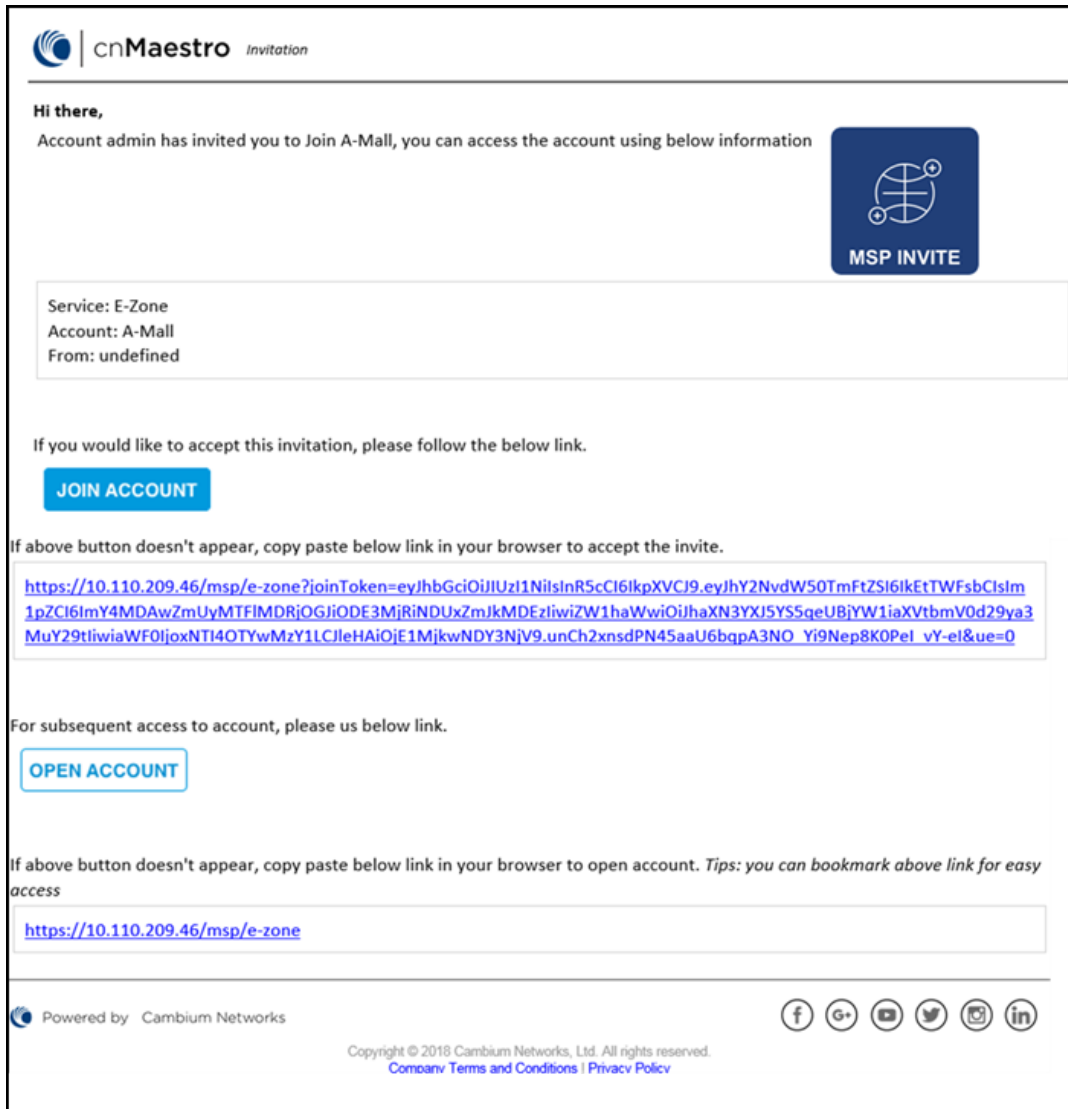 cnMaestro Invitation
Hi there,
Account admin has invited you to Join A-Mall, you can access the account using below information
MSP INVITE
Service: E-Zone
Account: A-Mall
From: undefined
If you would like to accept this invitation, please follow the below link.
JOIN ACCOUNT
If above button doesn't appear, copy paste below link in your browser to accept the invite.
https://10.110.209.46/msp/e-zone?joinToken=eyJhbGciOiJIUzI1NiIsInR5cCI6IkpXVCJ9.eyJhY2NvdW50TmFtZSI6IkEtTWFsbCIsIm
1pZCI6ImY4MDAwZmUyMTFlMDRjOGJiODE3MjRiNDUxZmJkMDEzIiwiZW1haWwiOiJhaXN3YXJ5YS5qeUBjYW1iaXVtbmV0d29ya3
MuY29tIiwiaWF0IjoxNTI4OTYwMzY1LCJleHAiOjE1MjkwNDY3NjV9.unCh2xnsdPN45aaU6bqpA3NO_Yi9Nep8K0PeI_vY-eI&ue=0
For subsequent access to account, please us below link.
OPEN ACCOUNT
If above button doesn't appear, copy paste below link in your browser to open account. Tips: you can bookmark above link for easy
access
https://10.110.209.46/msp/e-zone
Powered by Cambium Networks
f G+ in
Copyright © 2018 Cambium Networks, Ltd. All rights reserved.
Company Terms and Conditions | Privacy Policy